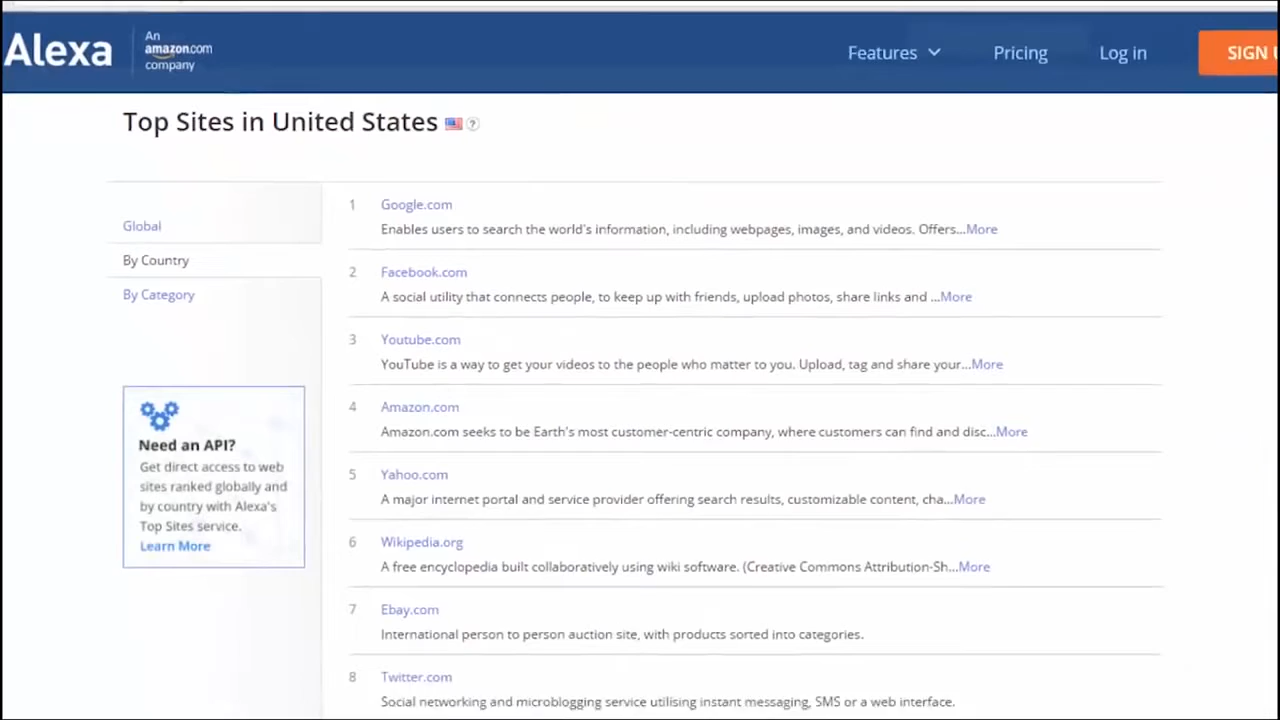 Alexa
An
amazon.com
company
Features
Pricing
Log in
SIGN
Top Sites in United States
?
Global
By Country
By Category
1 Google.com
Enables users to search the world's information, including webpages, images, and videos. Offers...More
2 Facebook.com
A social utility that connects people, to keep up with friends, upload photos, share links and ...More
3 Youtube.com
YouTube is a way to get your videos to the people who matter to you. Upload, tag and share your...More
4 Amazon.com
Amazon.com seeks to be Earth's most customer-centric company, where customers can find and disc...More
5 Yahoo.com
A major internet portal and service provider offering search results, customizable content, cha...More
6 Wikipedia.org
A free encyclopedia built collaboratively using wiki software. (Creative Commons Attribution-Sh...More
7 Ebay.com
International person to person auction site, with products sorted into categories.
8 Twitter.com
Social networking and microblogging service utilising instant messaging, SMS or a web interface.
Need an API?
Get direct access to web
sites ranked globally and
by country with Alexa's
Top Sites service.
Learn More